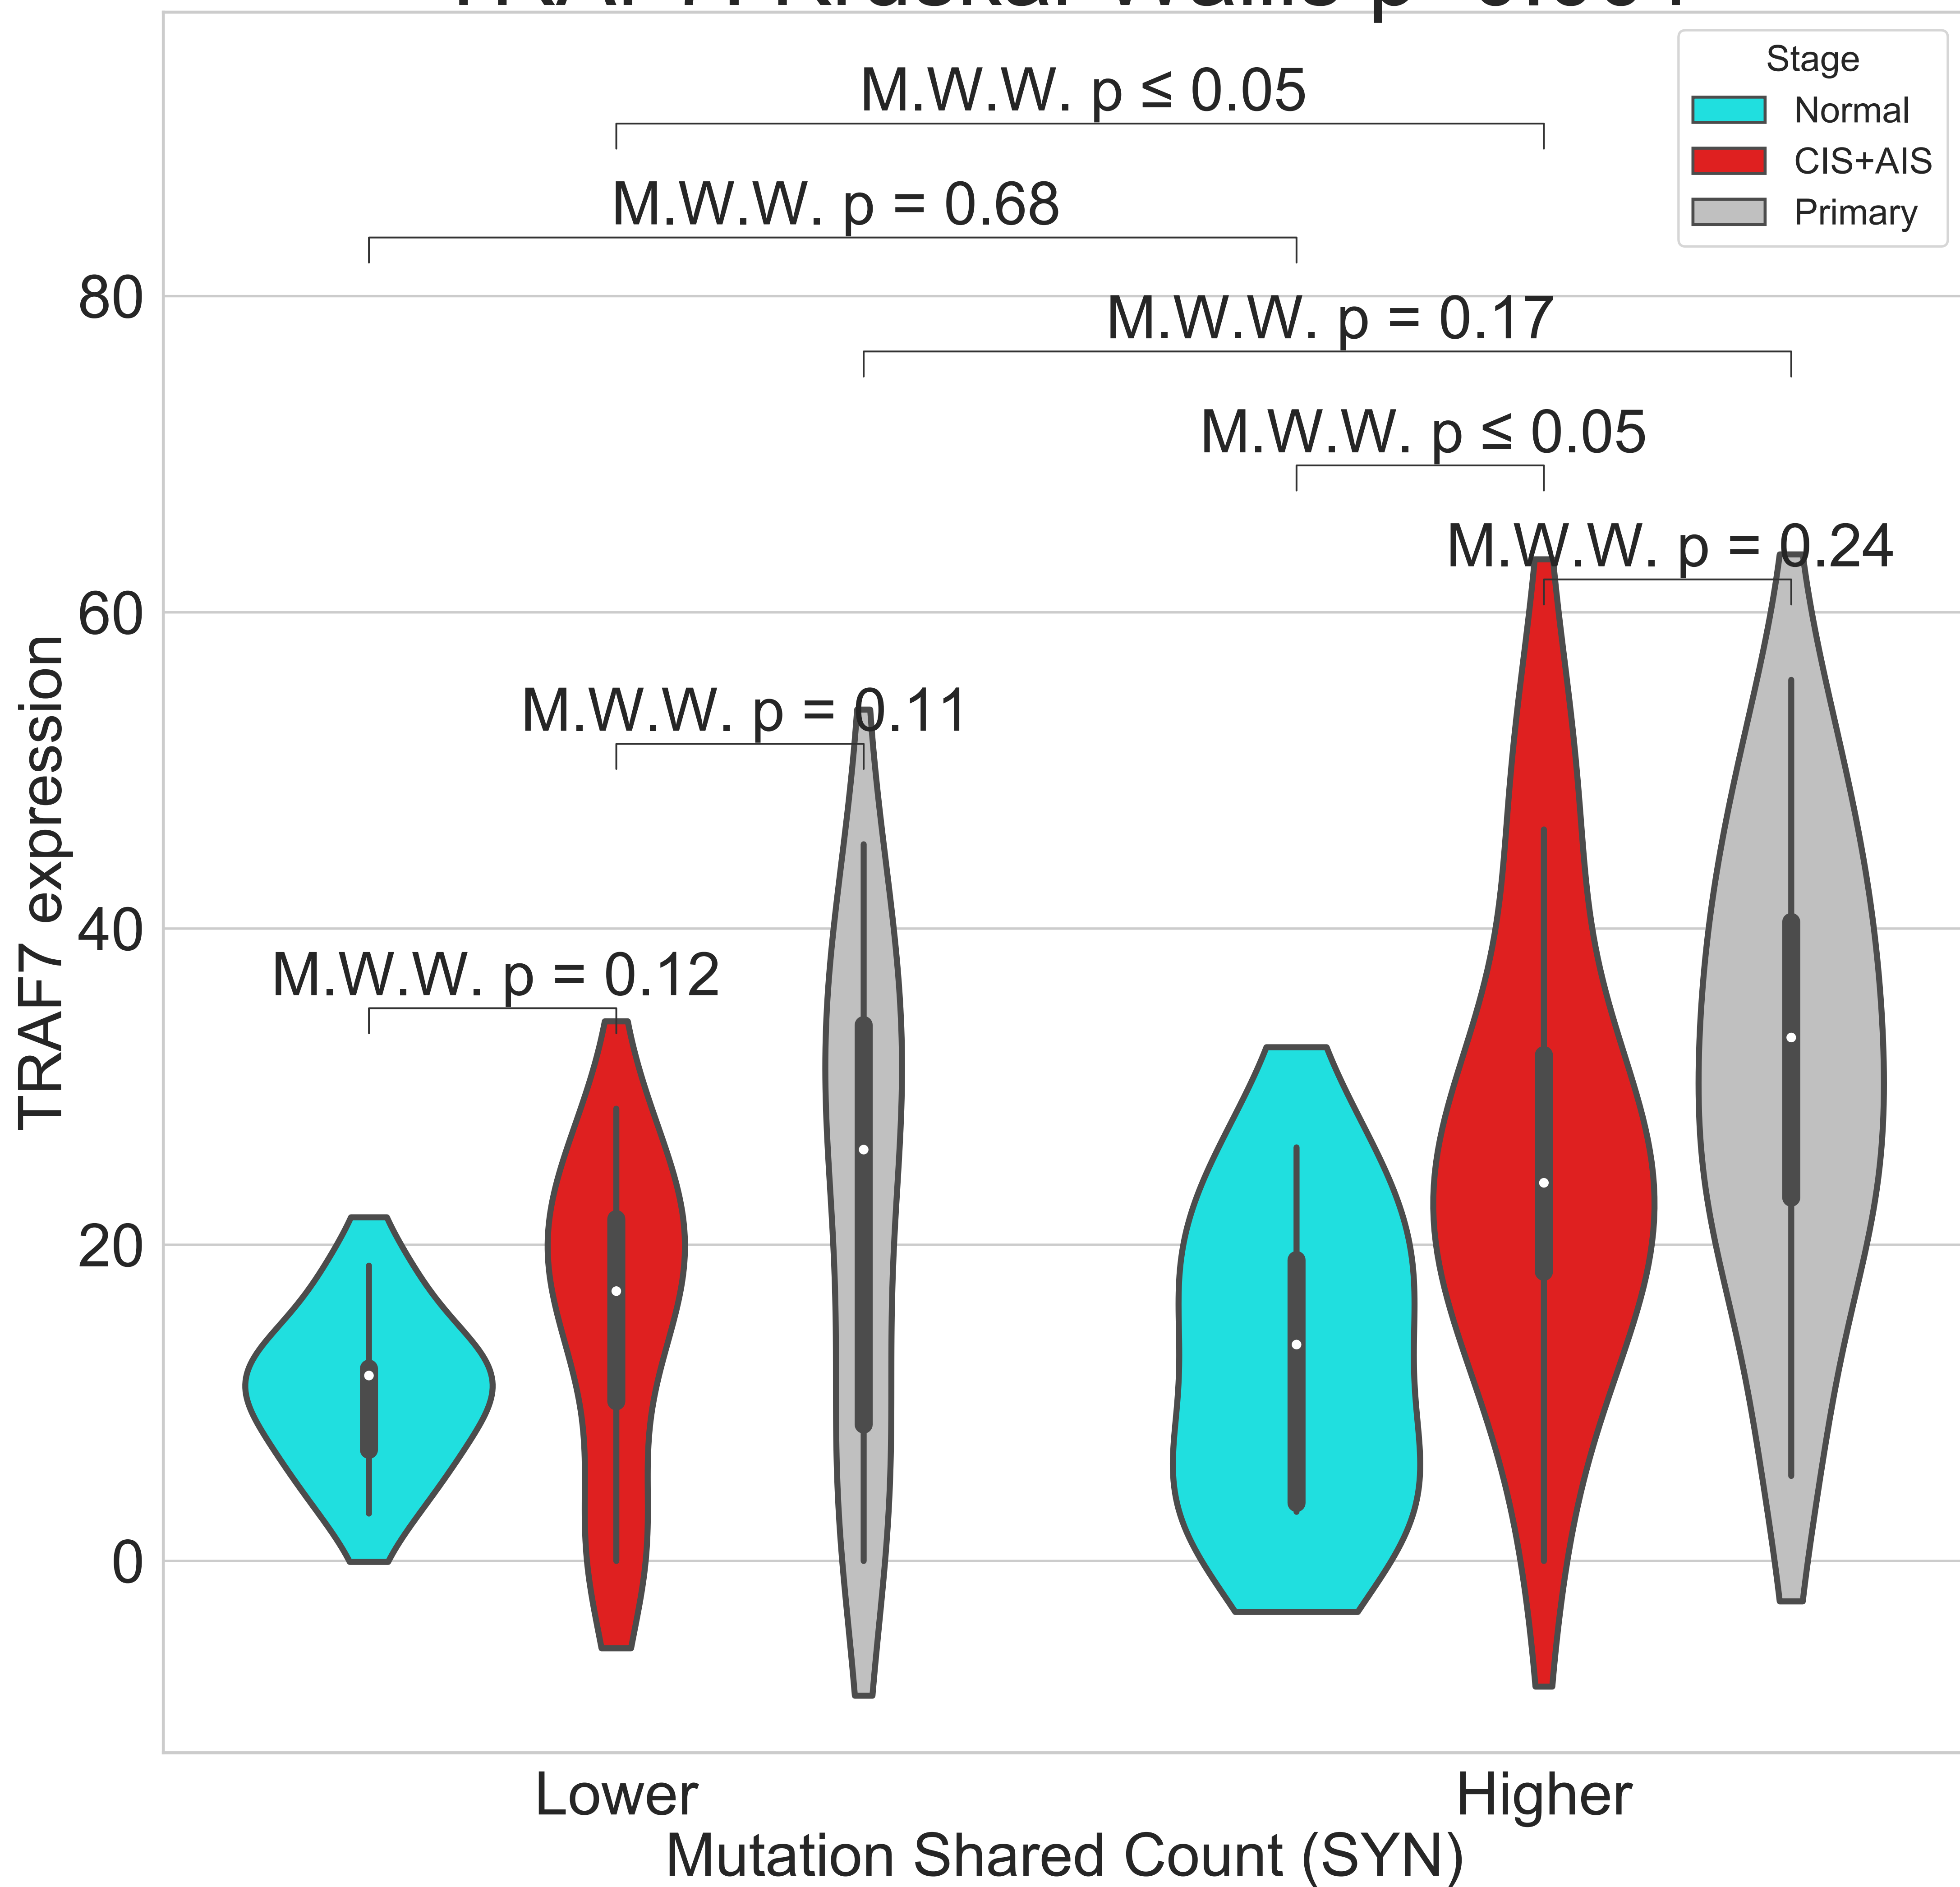 Stage
Normal
CIS+AIS
Primary
M.W.W. p ≤ 0.05
M.W.W. p = 0.68
M.W.W. p = 0.17
M.W.W. p ≤ 0.05
M.W.W. p = 0.24
M.W.W. p = 0.11
M.W.W. p = 0.12
80
60
40
20
0
TRAF7 expression
Lower
Higher
Mutation Shared Count (SYN)